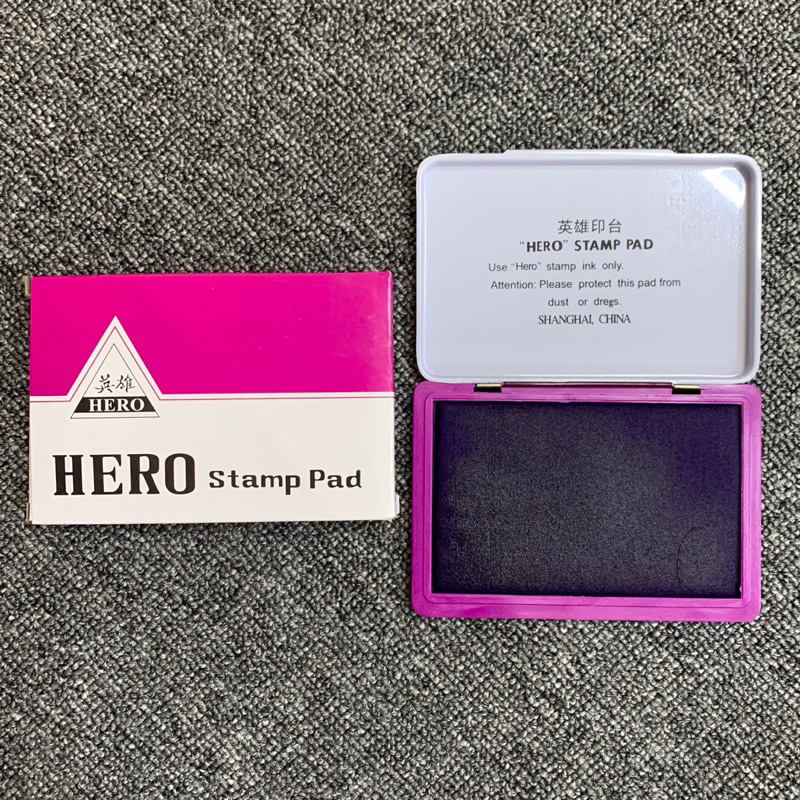 英雄
HERO
HERO Stamp Pad
英雄印台
"HERO" STAMP PAD
Use "Hero" stamp ink only.
Attention: Please protect this pad from
dust or dregs.
SHANGHAI, CHINA